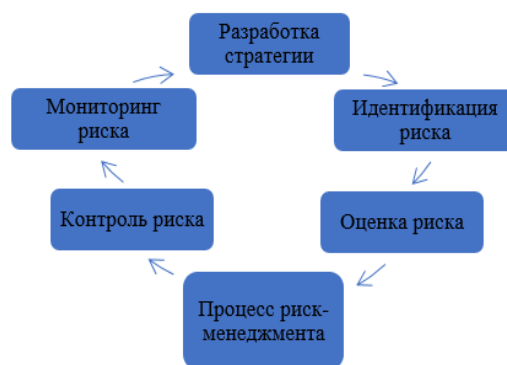 Разработка
стратегии
Идентификация
риска
Оценка риска
Процесс риск-
менеджмента
Контроль риска
Мониторинг
риска